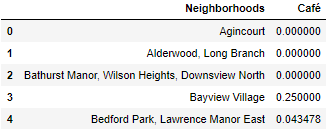 Neighborhoods Café
0 Agincourt 0.000000
1 Alderwood, Long Branch 0.000000
2 Bathurst Manor, Wilson Heights, Downsview North 0.000000
3 Bayview Village 0.250000
4 Bedford Park, Lawrence Manor East 0.043478